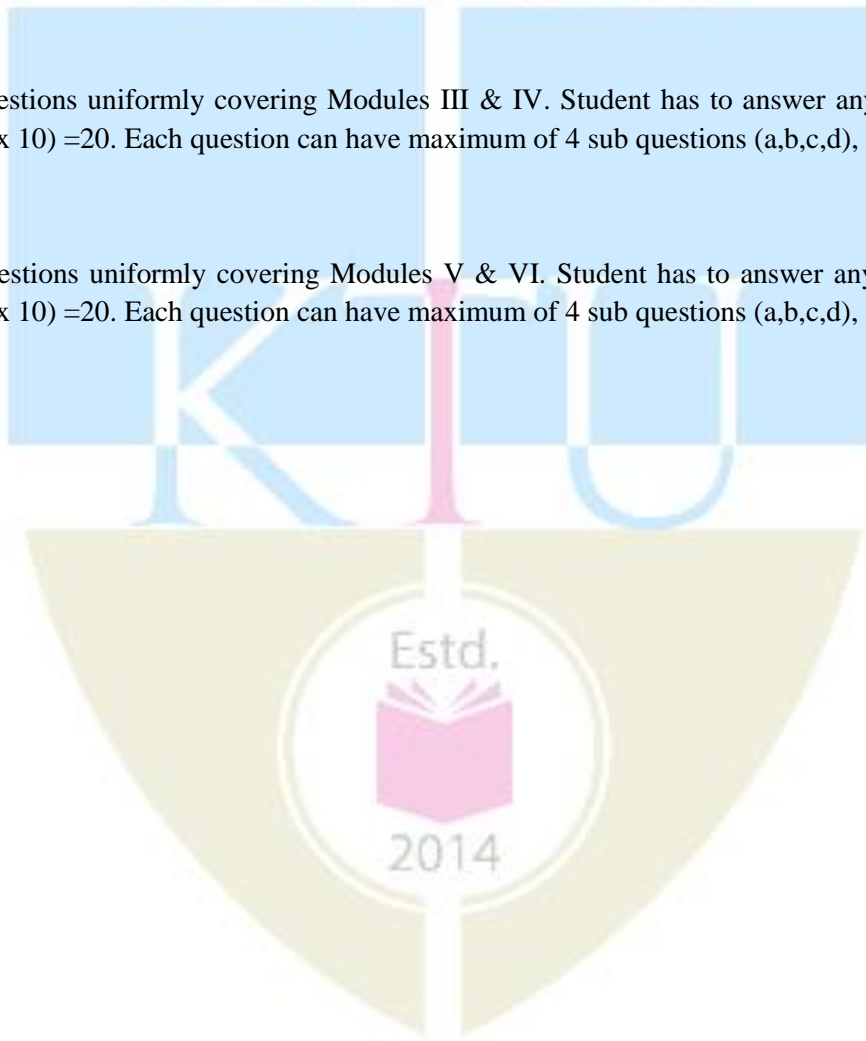 estions uniformly covering Modules III & IV. Student has to answer any
x 10) =20. Each question can have maximum of 4 sub questions (a,b,c,d),
estions uniformly covering Modules V & VI. Student has to answer any
x 10) =20. Each question can have maximum of 4 sub questions (a,b,c,d),
KTU
Estd.
2014